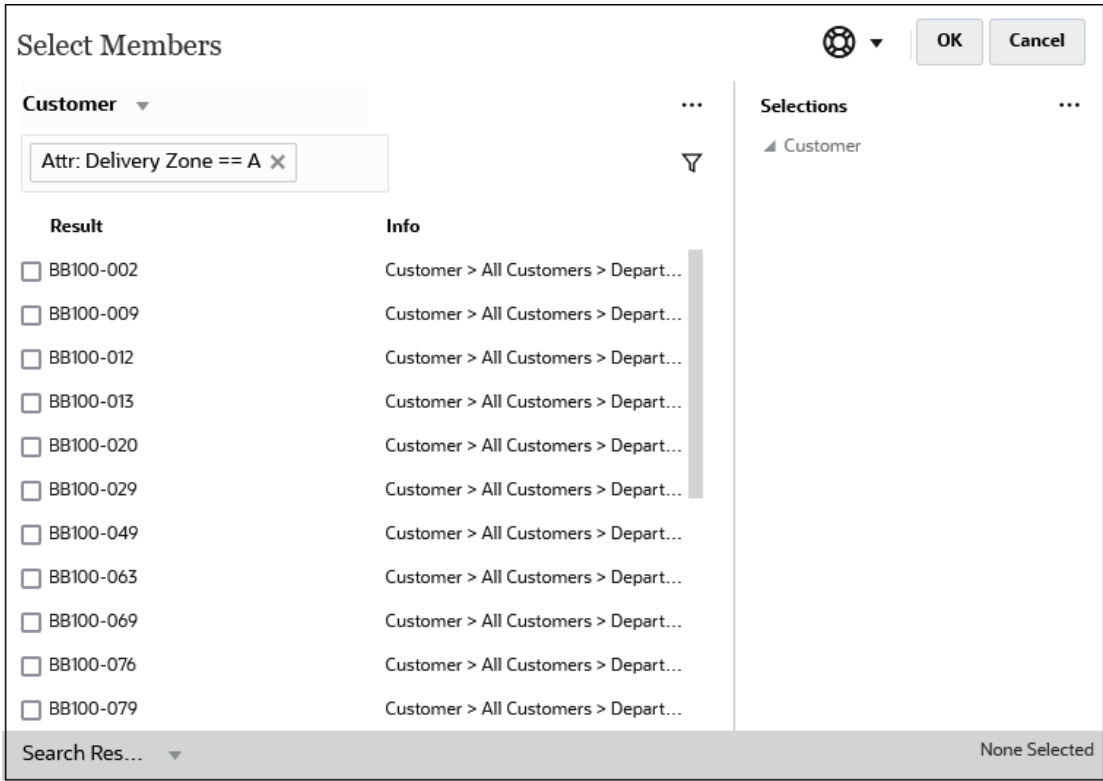 Select Members
OK
Cancel
Customer
...
Selections
...
Attr: Delivery Zone == A
Customer
Result Info
BB100-002 Customer > All Customers > Depart...
BB100-009 Customer > All Customers > Depart...
BB100-012 Customer > All Customers > Depart...
BB100-013 Customer > All Customers > Depart...
BB100-020 Customer > All Customers > Depart...
BB100-029 Customer > All Customers > Depart...
BB100-049 Customer > All Customers > Depart...
BB100-063 Customer > All Customers > Depart...
BB100-069 Customer > All Customers > Depart...
BB100-076 Customer > All Customers > Depart...
BB100-079 Customer > All Customers > Depart...
Search Res...
None Selected